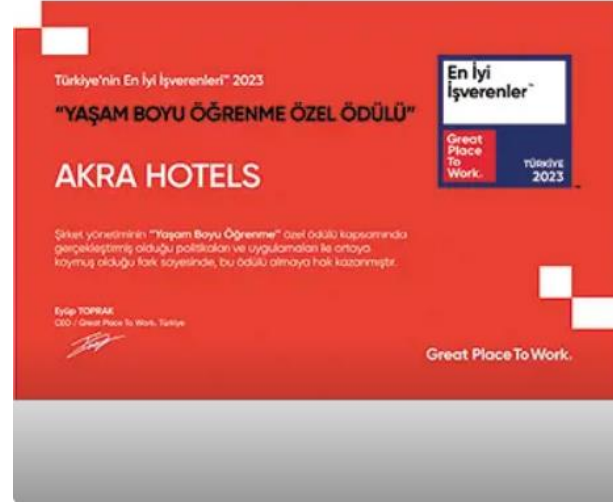 Türkiye'nin En İyi İşverenleri™ 2023
“YAŞAM BOYU ÖĞRENME ÖZEL ÖDÜLÜ”
AKRA HOTELS
Şirket yönetiminin “Yaşam Boyu Öğrenme” özel ödülü kapsamında
gerçekleştirmiş olduğu politikaları ve uygulamaları ile ortaya
koymuş olduğu fark sayesinde, bu ödülü almaya hak kazanmıştır.
Eyüp TOPRAK
CEO / Great Place To Work, Türkiye
En İyi
İşverenler™
Great
Place
To
Work.
TÜRKİYE
2023
Great Place To Work.